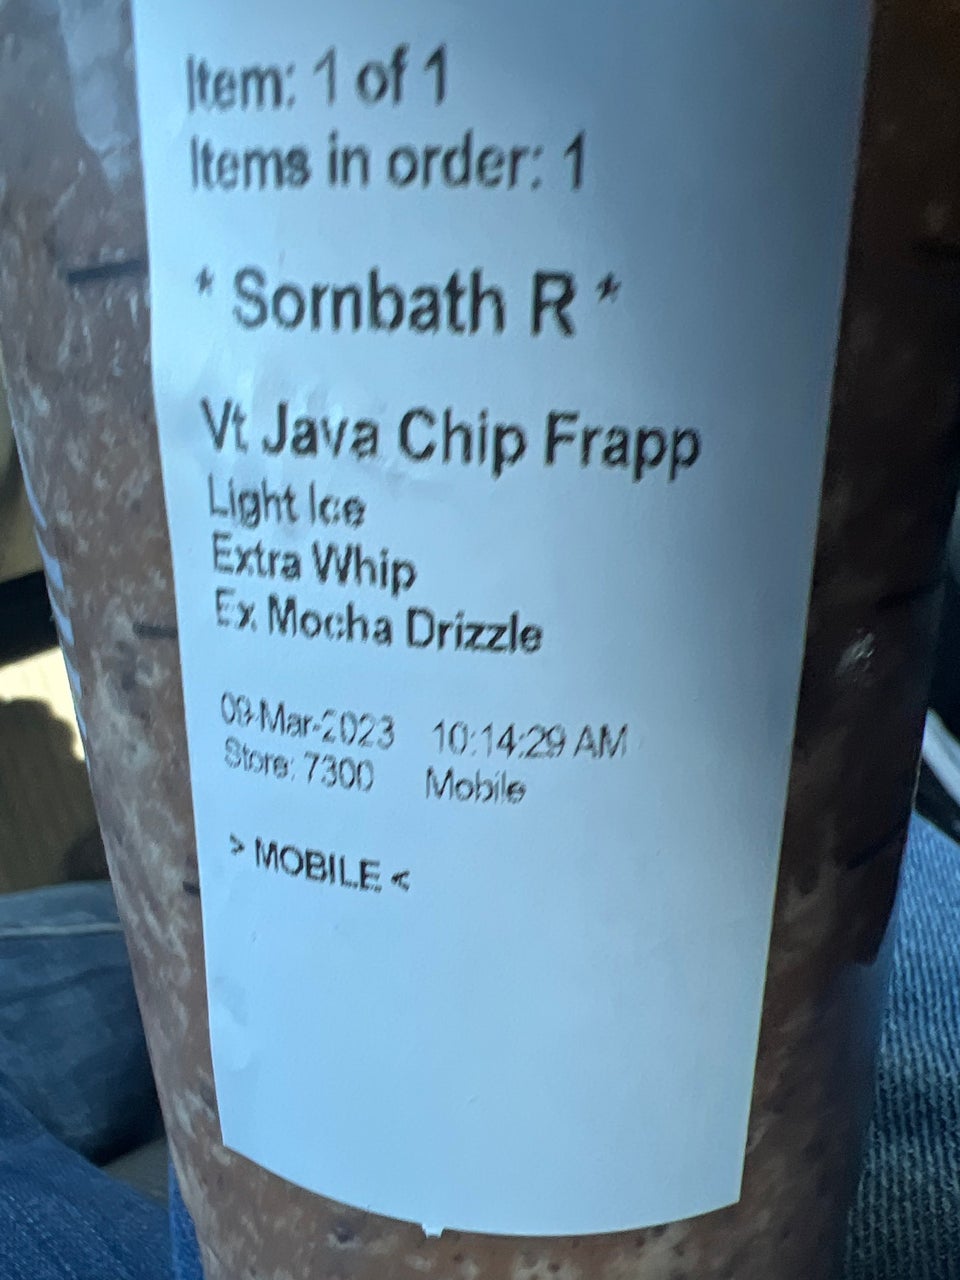 Item: 1 of 1
Items in order: 1
* Sornbath R *
Vt Java Chip Frapp
Light Ice
Extra Whip
Ex Mocha Drizzle
09-Mar-2023 10:14:29 AM
Store: 7300 Mobile
> MOBILE <